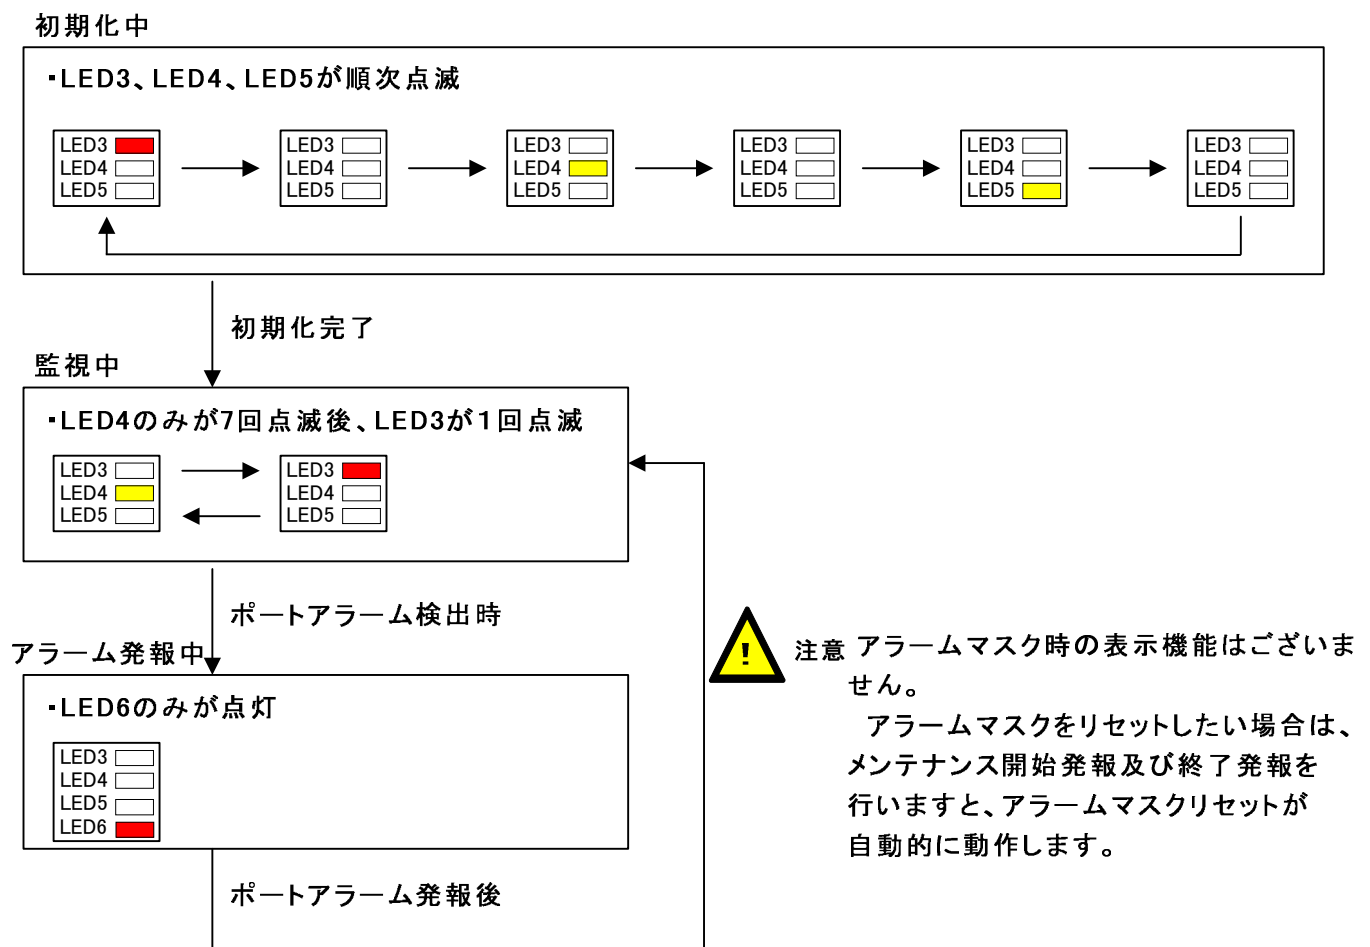 初期化中
・LED3、LED4、LED5が順次点滅
LED3
LED4
LED5
LED3
LED4
LED5
LED3
LED4
LED5
LED3
LED4
LED5
LED3
LED4
LED5
LED3
LED4
LED5
初期化完了
監視中
・LED4のみが7回点滅後、LED3が１回点滅
LED3
LED4
LED5
LED3
LED4
LED5
ポートアラーム検出時
アラーム発報中
・LED6のみが点灯
LED3
LED4
LED5
LED6
ポートアラーム発報後
!
注意 アラームマスク時の表示機能はございま
せん。
アラームマスクをリセットしたい場合は、
メンテナンス開始発報及び終了発報を
行いますと、アラームマスクリセットが
自動的に動作します。